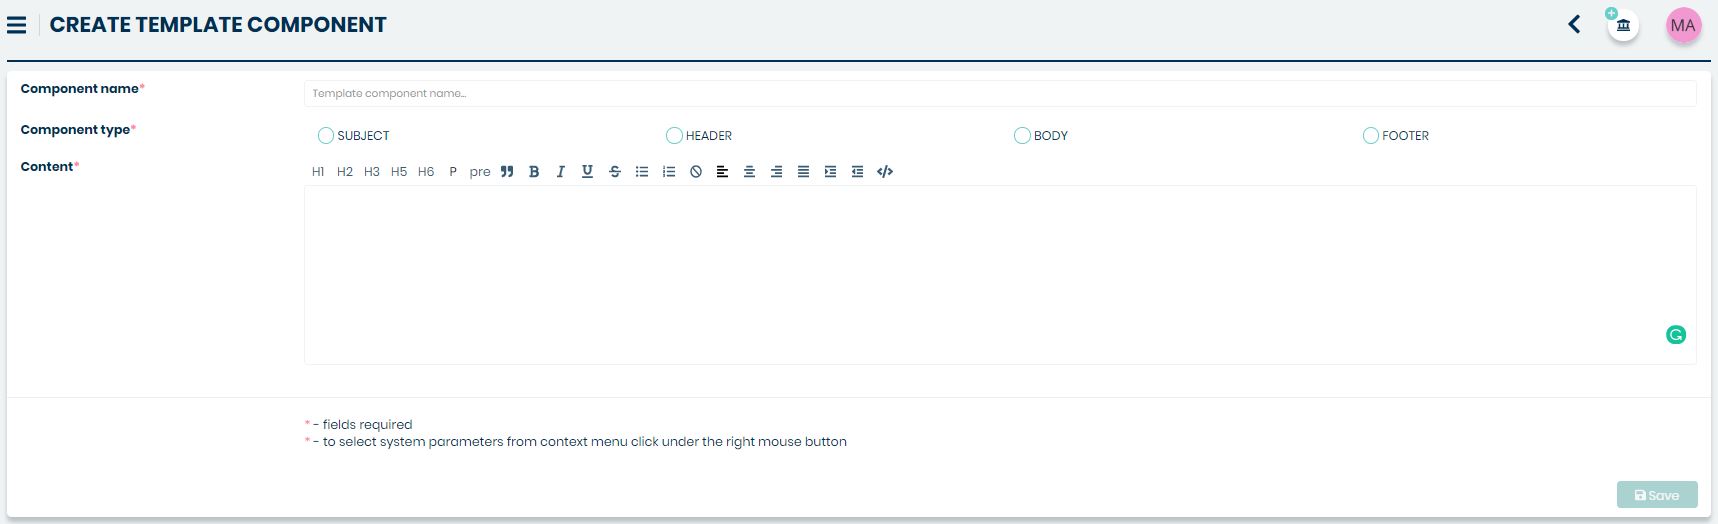 CREATE TEMPLATE COMPONENT
MA
Component name*
Template component name...
Component type*
SUBJECT HEADER BODY FOOTER
Content*
H1 H2 H3 H5 H6 P pre B I U S </>
* - fields required
* - to select system parameters from context menu click under the right mouse button
Save